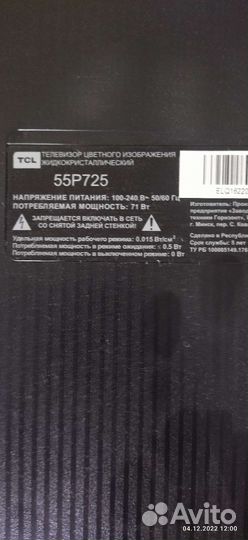 TCL
ТЕЛЕВИЗОР ЦВЕТНОГО ИЗОБРАЖЕНИЯ
ЖИДКОКРИСТАЛЛИЧЕСКИЙ
55P725
НАПРЯЖЕНИЕ ПИТАНИЯ: 100-240 В~ 50/60 Гц
ПОТРЕБЛЯЕМАЯ МОЩНОСТЬ: 71 Вт
ЗАПРЕЩАЕТСЯ ВКЛЮЧАТЬ В СЕТЬ
СО СНЯТОЙ ЗАДНЕЙ СТЕНКОЙ!
Удельная мощность рабочего режима: 0.015 Вт/см²
Потребляемая мощность в режиме ожидания: ≤ 0.5 Вт
Потребляемая мощность в выключенном режиме: 0 Вт
Изготовитель:
предприятие
техники Горизонт
г. Минск, пер. С.
Сделано в
Срок службы: 5 лет
ТУ РБ 100085149.176
04.12.2022 12:00
Avito